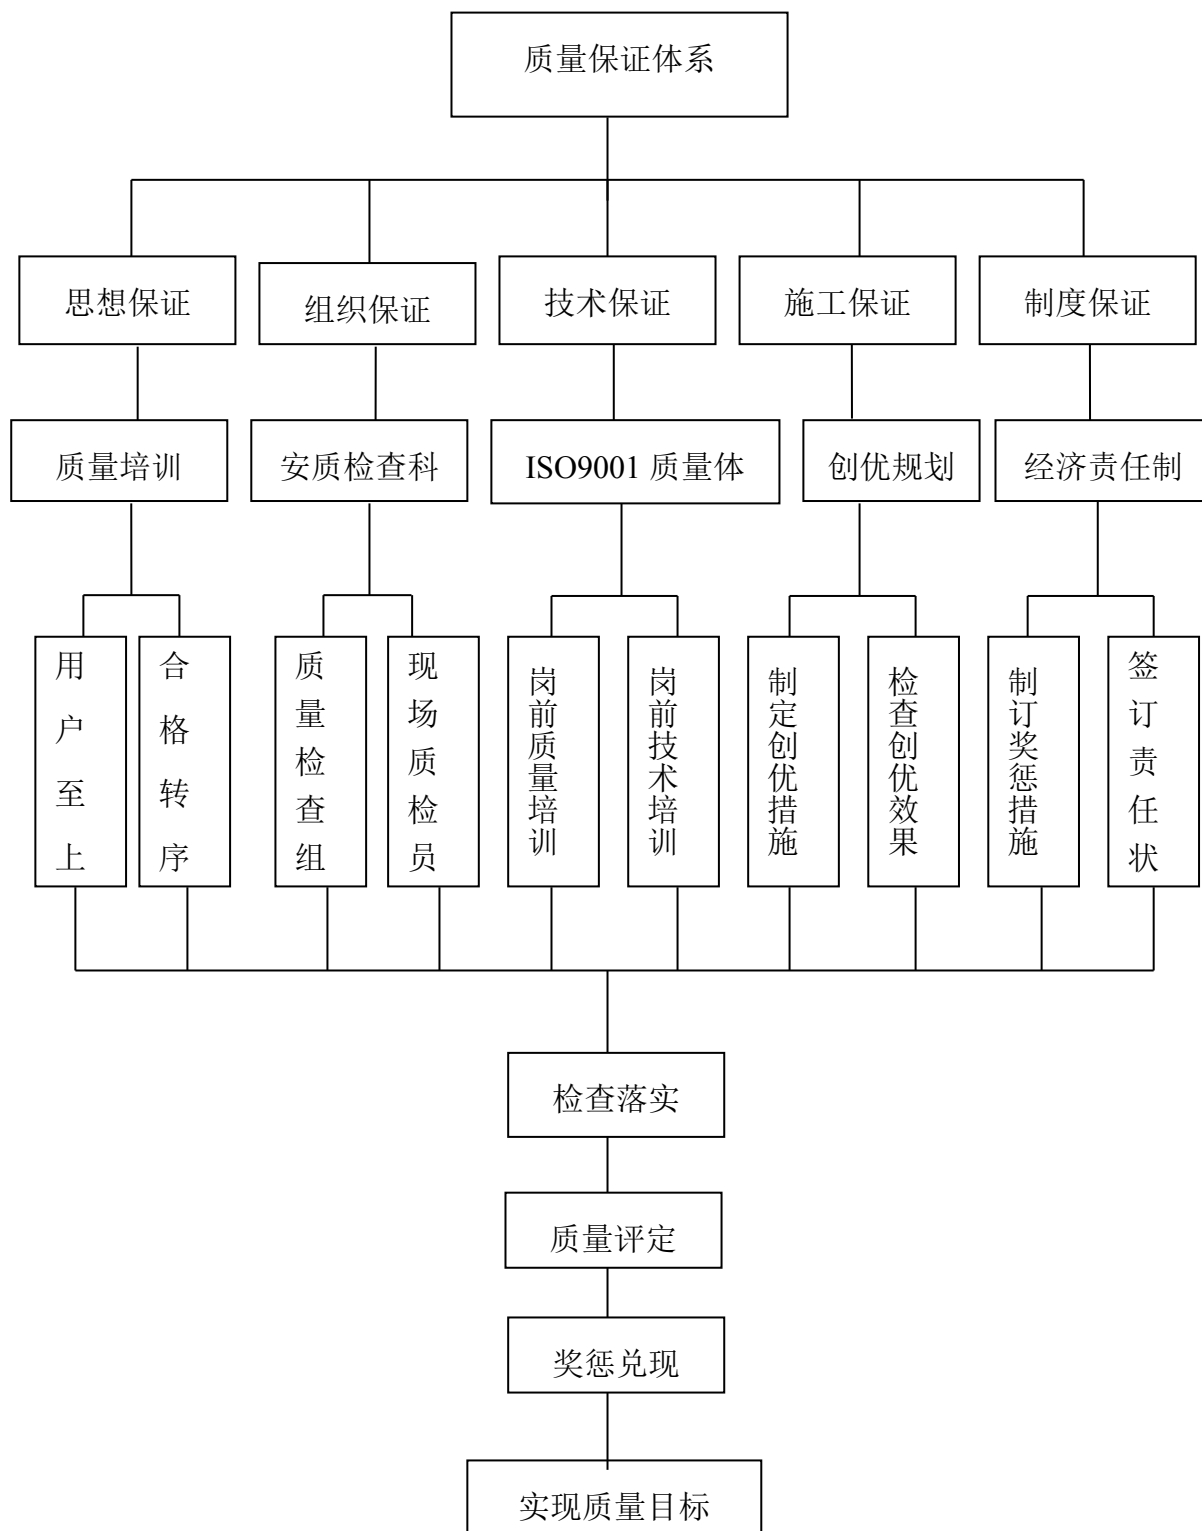 质量保证体系
思想保证
组织保证
技术保证
施工保证
制度保证
质量培训
安质检查科
ISO9001 质量体
创优规划
经济责任制
用户至上
合格转序
质量检查组
现场质检员
岗前质量培训
岗前技术培训
制定创优措施
检查创优效果
制订奖惩措施
签订责任状
检查落实
质量评定
奖惩兑现
实现质量目标